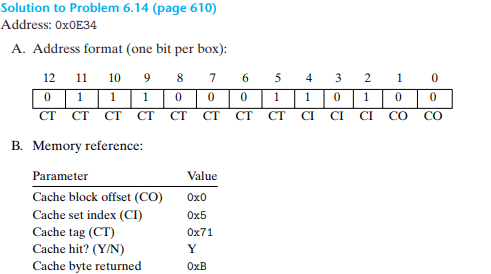 Solution to Problem 6.14 (page 610)
Address: 0x0E34
A. Address format (one bit per box):
12 11 10 9 8 7 6 5 4 3 2 1 0
0 1 1 1 0 0 0 1 1 0 1 0 0
CT CT CT CT CT CT CT CT CI CI CI CO CO
B. Memory reference:
Parameter Value
Cache block offset (CO) 0x0
Cache set index (CI) 0x5
Cache tag (CT) 0x71
Cache hit? (Y/N) Y
Cache byte returned 0xB